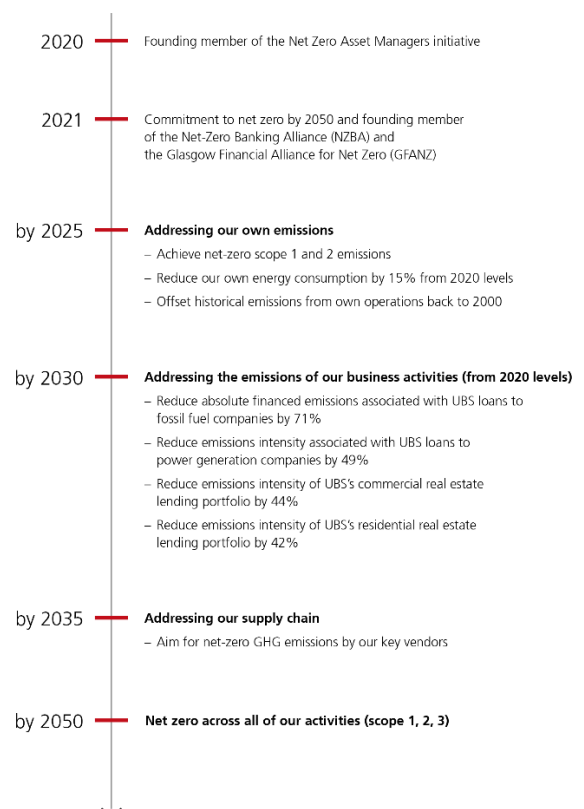 2020
Founding member of the Net Zero Asset Managers initiative
2021
Commitment to net zero by 2050 and founding member
of the Net-Zero Banking Alliance (NZBA) and
the Glasgow Financial Alliance for Net Zero (GFANZ)
by 2025
Addressing our own emissions
– Achieve net-zero scope 1 and 2 emissions
– Reduce our own energy consumption by 15% from 2020 levels
– Offset historical emissions from own operations back to 2000
by 2030
Addressing the emissions of our business activities (from 2020 levels)
– Reduce absolute financed emissions associated with UBS loans to
fossil fuel companies by 71%
– Reduce emissions intensity associated with UBS loans to
power generation companies by 49%
– Reduce emissions intensity of UBS’s commercial real estate
lending portfolio by 44%
– Reduce emissions intensity of UBS’s residential real estate
lending portfolio by 42%
by 2035
Addressing our supply chain
– Aim for net-zero GHG emissions by our key vendors
by 2050
Net zero across all of our activities (scope 1, 2, 3)